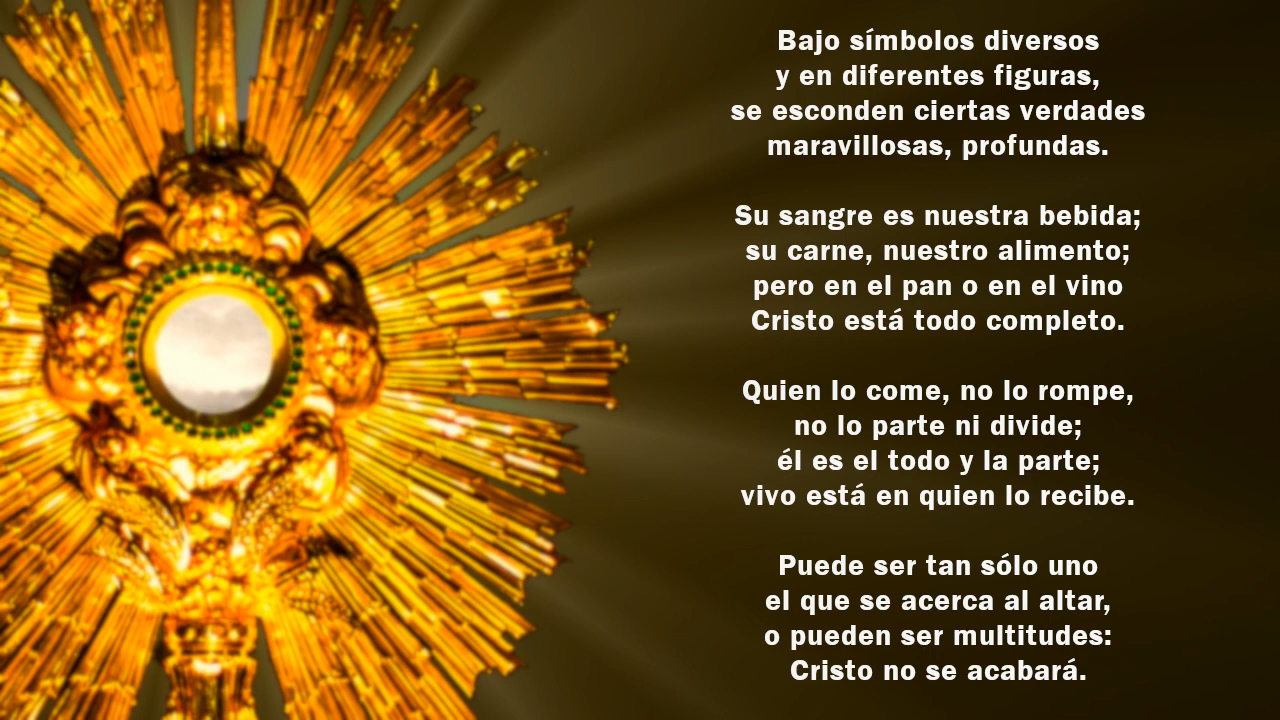 Bajo símbolos diversos
y en diferentes figuras,
se esconden ciertas verdades
maravillosas, profundas.
Su sangre es nuestra bebida;
su carne, nuestro alimento;
pero en el pan o en el vino
Cristo está todo completo.
Quien lo come, no lo rompe,
no lo parte ni divide;
él es el todo y la parte;
vivo está en quien lo recibe.
Puede ser tan sólo uno
el que se acerca al altar,
o pueden ser multitudes:
Cristo no se acabará.